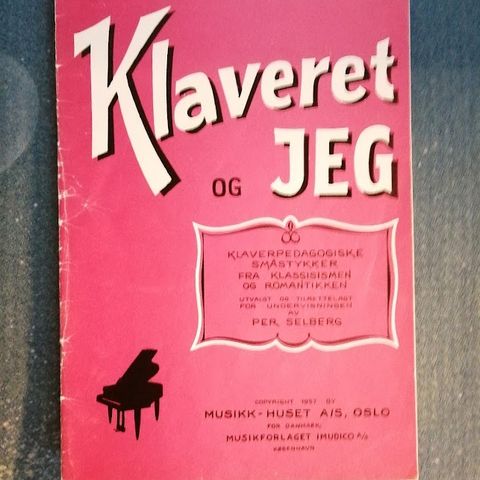 Klaveret
OG JEG
KLAVERPEDAGOGISKE
SMÅSTYKKER
FRA KLASSISISMEN
OG ROMANTIKKEN
UTVALGT OG TILRETTELAGT
FOR UNDERVISNINGEN
AV
PER SELBERG
COPYRIGHT 1957 BY
MUSIKK-HUSET A/S, OSLO
FOR DANMARK:
MUSIKFORLAGET IMUDICO A/S
KØBENHAVN